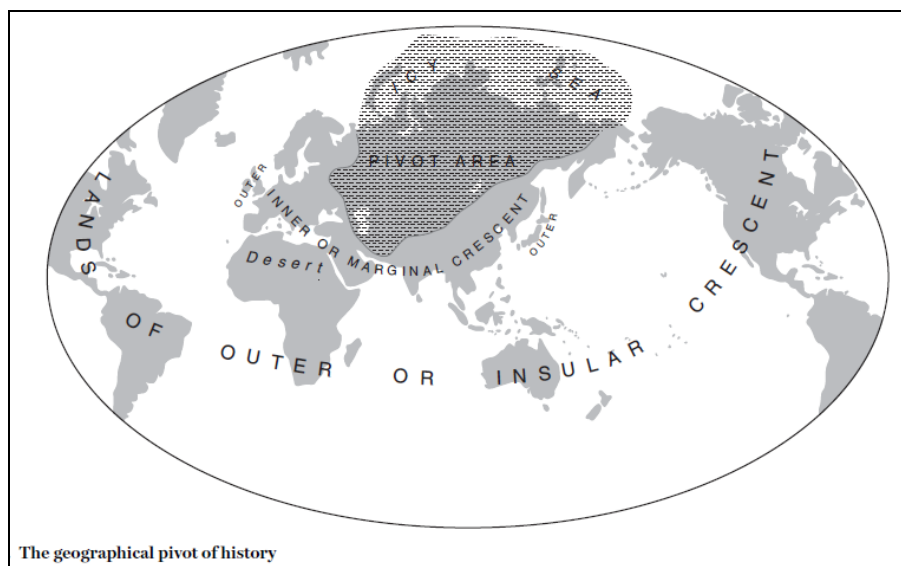 ICY SEA
PIVOT AREA
OUTER
INNER OR MARGINAL CRESCENT
OUTER
Desert
LANDS OF OUTER OR INSULAR CRESCENT
The geographical pivot of history